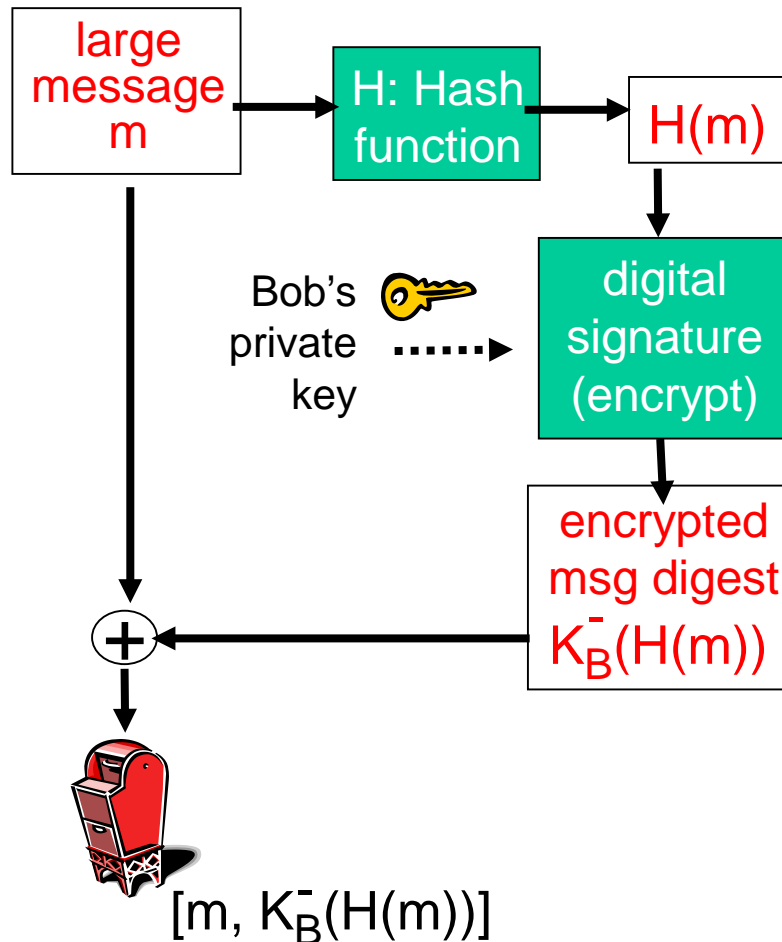 large
message
m
H: Hash
function
H(m)
Bob's
private
key
digital
signature
(encrypt)
encrypted
msg digest
K_B^-(H(m))
+
[m, K_B^-(H(m))]